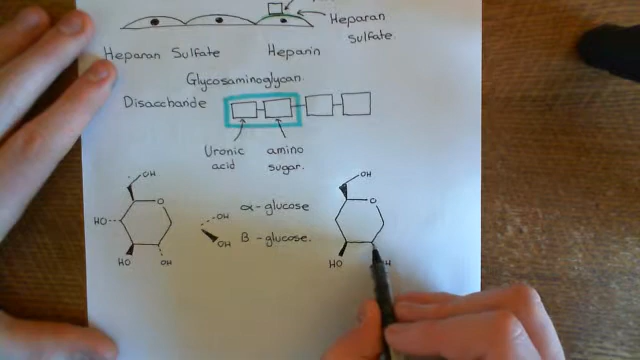 Heparan
sulfate.
Heparan Sulfate Heparin
Glycosaminoglycan.
Disaccharide
Uronic acid
amino sugar.
OH
O
HO
HO
OH
OH
OH
α-glucose
β-glucose.
OH
O
HO